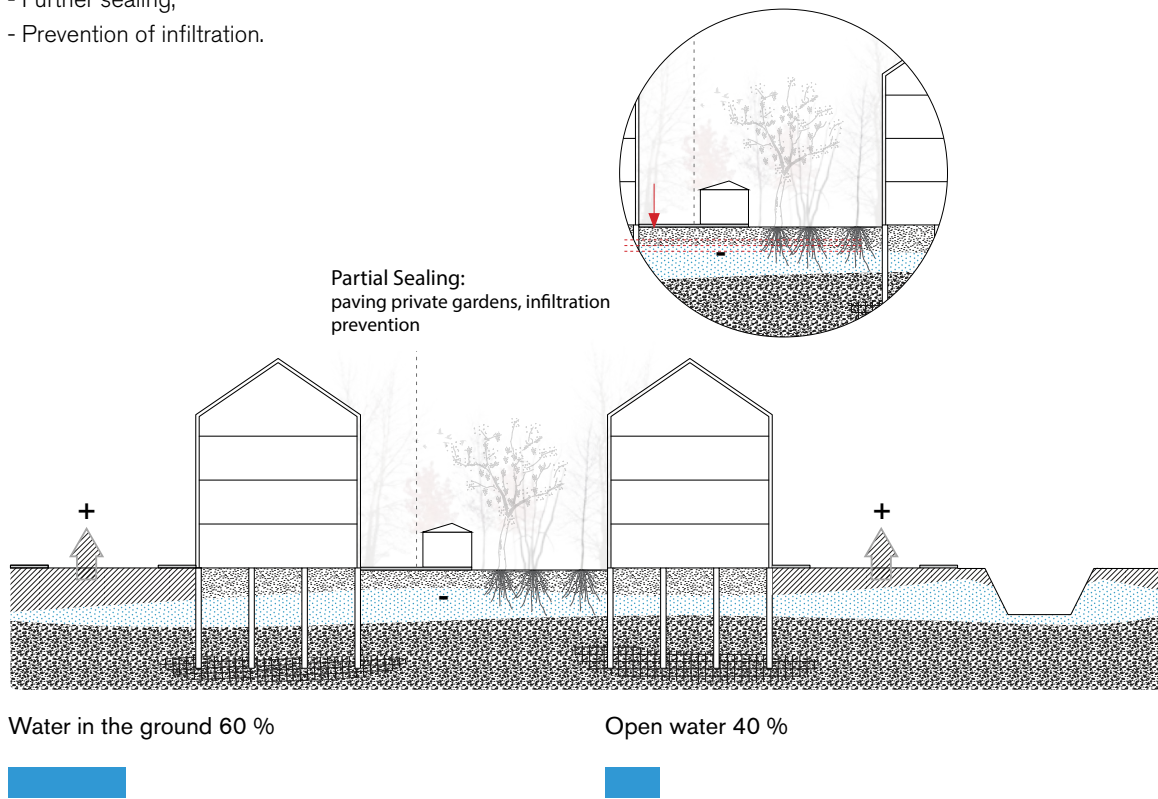 - Further sealing;
- Prevention of infiltration.
Partial Sealing:
paving private gardens, infiltration
prevention
-
+
+
-
Water in the ground 60 %
Open water 40 %